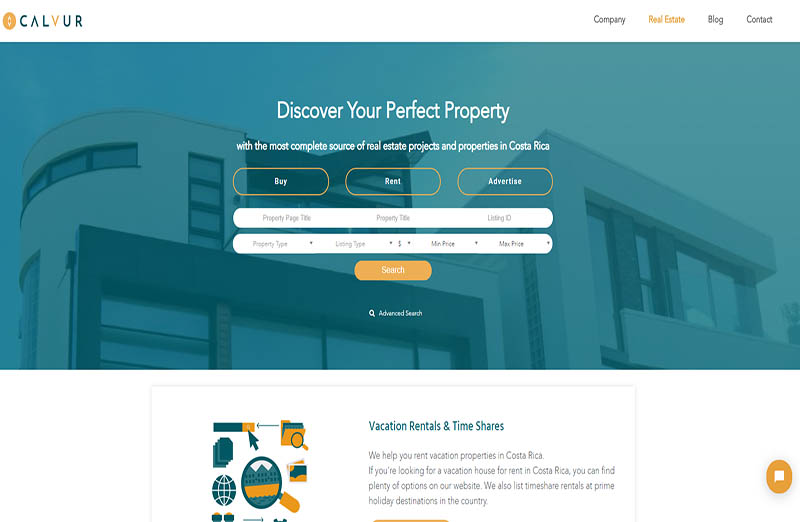 CALVUR
Company Real Estate Blog Contact
Discover Your Perfect Property
with the most complete source of real estate projects and properties in Costa Rica
Buy Rent Advertise
Property Page Title Property Title Listing ID
Property Type Listing Type $ Min Price Max Price
Search
Advanced Search
Vacation Rentals & Time Shares
We help you rent vacation properties in Costa Rica.
If you're looking for a vacation house for rent in Costa Rica, you can find
plenty of options on our website. We also list timeshare rentals at prime
holiday destinations in the country.